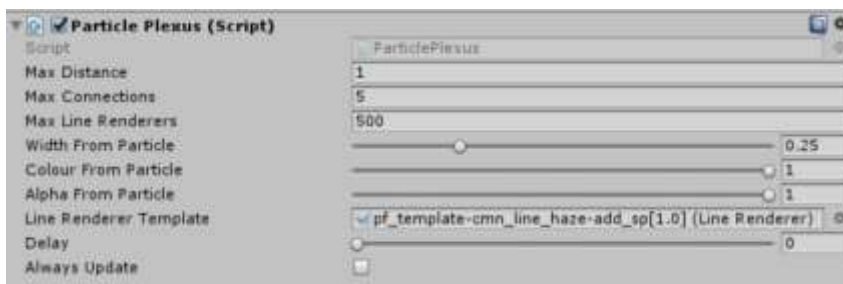 Particle Plexus (Script)
Script ParticlePlexus
Max Distance 1
Max Connections 5
Max Line Renderers 500
Width From Particle 0.25
Colour From Particle 1
Alpha From Particle 1
Line Renderer Template pf_template-cmn_line_haze-add_sp[1.0] (Line Renderer)
Delay 0
Always Update